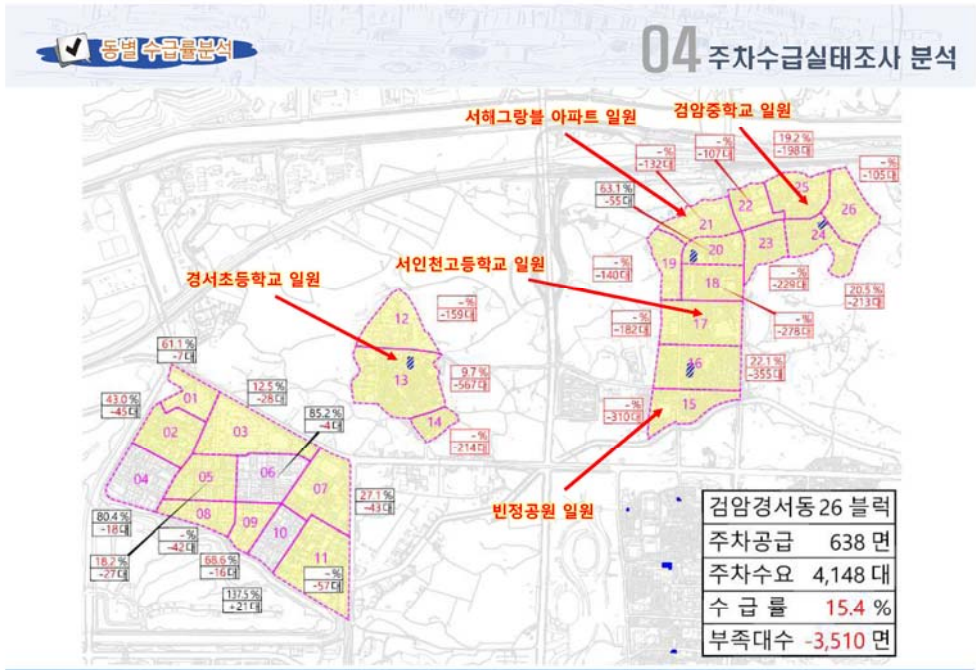 동별 수급률분석
04 주차수급실태조사 분석
서해그랑블 아파트 일원
검암중학교 일원
- %
-132대
- %
-107대
19.2 %
-198대
- %
-105대
63.1 %
-55대
25
22
26
21
24
23
20
19
18
서인천고등학교 일원
경서초등학교 일원
- %
-140대
- %
-229대
20.5 %
-213대
- %
-159대
12
- %
-182대
17
- %
-278대
61.1 %
-7대
13
9.7 %
-567대
16
22.1 %
-355대
12.5 %
-28대
43.0 %
-45대
01
85.2 %
-4대
- %
-310대
15
14
- %
-214대
02
03
04
05
06
07
27.1 %
-43대
빈정공원 일원
08
09
10
11
80.4 %
-18대
- %
-42대
18.2 %
-27대
68.6 %
-16대
- %
-57대
137.5 %
+21대
검암경서동 26 블럭
주차공급 638 면
주차수요 4,148 대
수 급 률 15.4 %
부족대수 -3,510 면